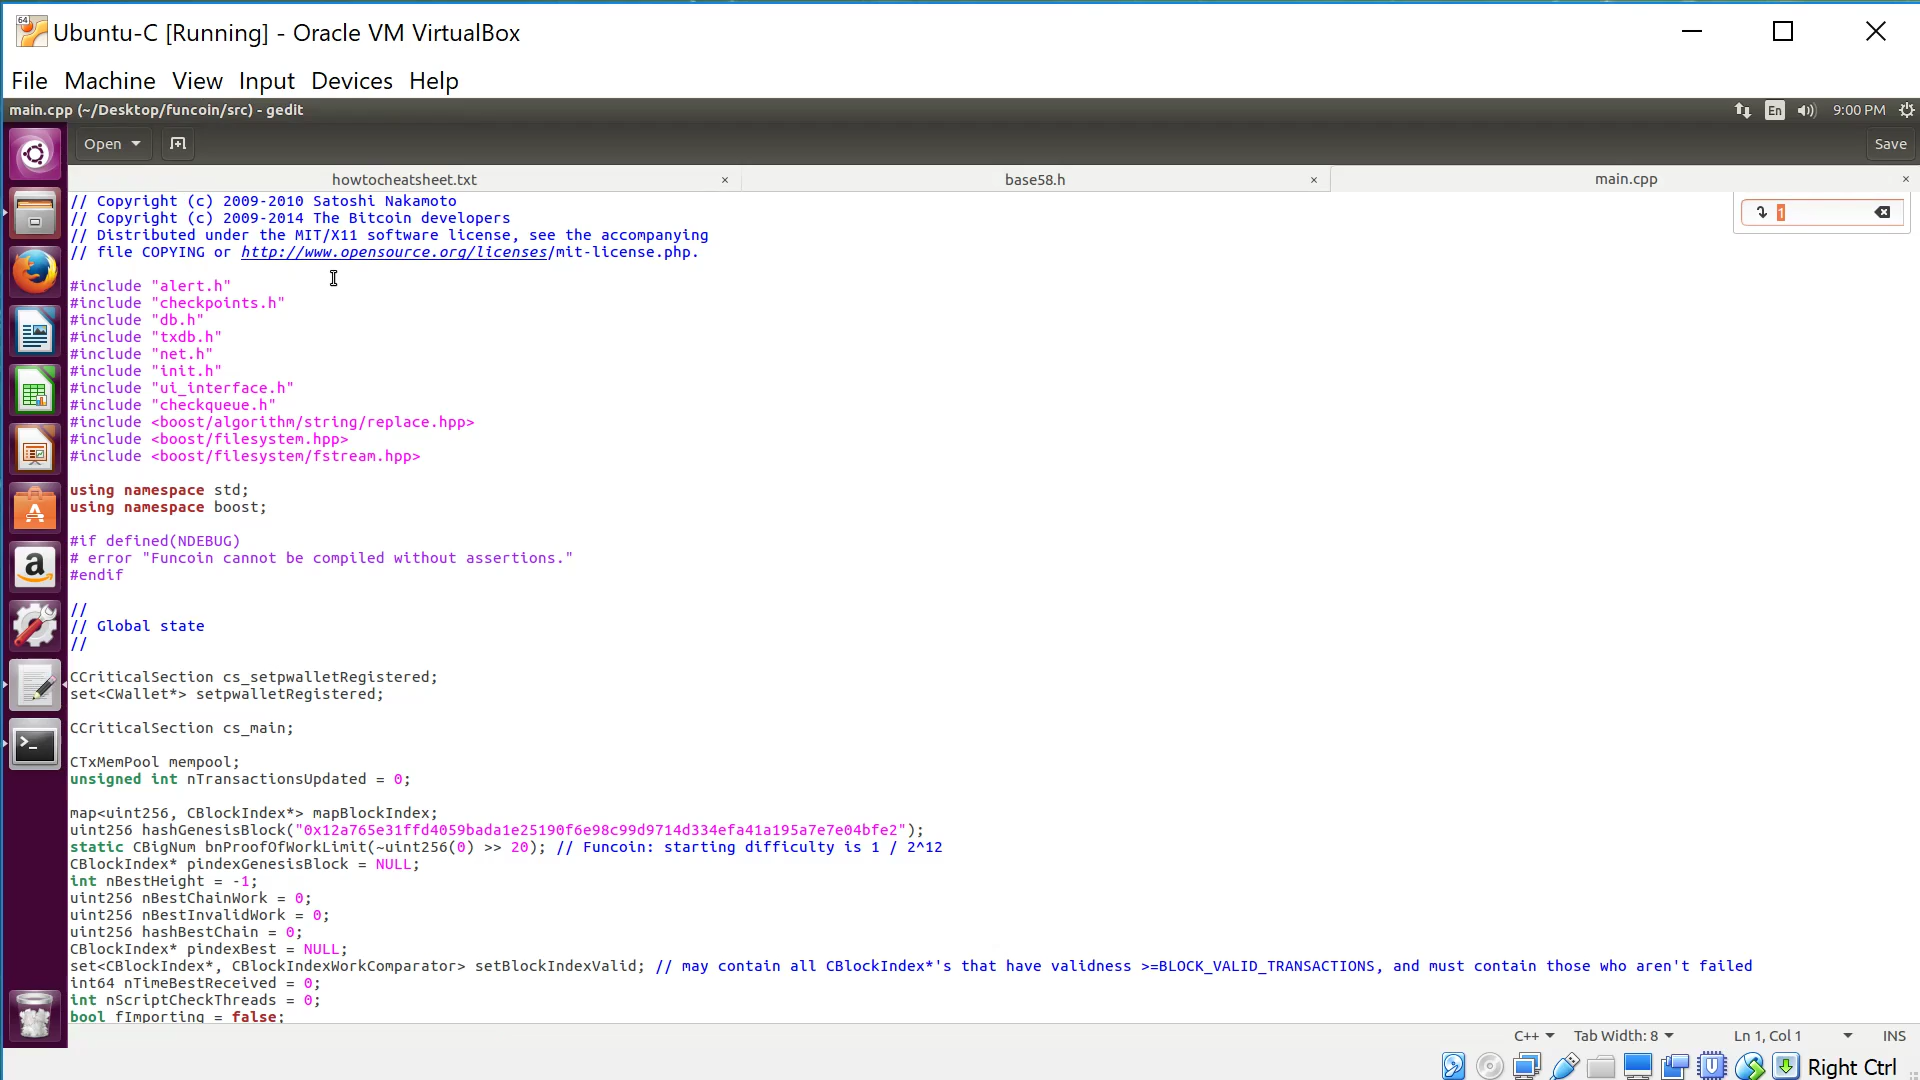 Ubuntu-C [Running] - Oracle VM VirtualBox
File Machine View Input Devices Help
main.cpp (~/Desktop/funcoin/src) - gedit
En
9:00 PM
Open
Save
howtocheatsheet.txt
base58.h
main.cpp
1
// Copyright (c) 2009-2010 Satoshi Nakamoto
// Copyright (c) 2009-2014 The Bitcoin developers
// Distributed under the MIT/X11 software license, see the accompanying
// file COPYING or http://www.opensource.org/licenses/mit-license.php.
#include "alert.h"
#include "checkpoints.h"
#include "db.h"
#include "txdb.h"
#include "net.h"
#include "init.h"
#include "ui_interface.h"
#include "checkqueue.h"
#include <boost/algorithm/string/replace.hpp>
#include <boost/filesystem.hpp>
#include <boost/filesystem/fstream.hpp>
using namespace std;
using namespace boost;
#if defined(NDEBUG)
# error "Funcoin cannot be compiled without assertions."
#endif
//
// Global state
//
CCriticalSection cs_setpwalletRegistered;
set<CWallet*> setpwalletRegistered;
CCriticalSection cs_main;
CTxMemPool mempool;
unsigned int nTransactionsUpdated = 0;
map<uint256, CBlockIndex*> mapBlockIndex;
uint256 hashGenesisBlock("0x12a765e31ffd4059bada1e25190f6e98c99d9714d334efa41a195a7e7e04bfe2");
static CBigNum bnProofOfWorkLimit(~uint256(0) >> 20); // Funcoin: starting difficulty is 1 / 2^12
CBlockIndex* pindexGenesisBlock = NULL;
int nBestHeight = -1;
uint256 nBestChainWork = 0;
uint256 nBestInvalidWork = 0;
uint256 hashBestChain = 0;
CBlockIndex* pindexBest = NULL;
set<CBlockIndex*, CBlockIndexWorkComparator> setBlockIndexValid; // may contain all CBlockIndex*'s that have validness >=BLOCK_VALID_TRANSACTIONS, and must contain those who aren't failed
int64 nTimeBestReceived = 0;
int nScriptCheckThreads = 0;
bool fImporting = false;
C++
Tab Width: 8
Ln 1, Col 1
INS
Right Ctrl